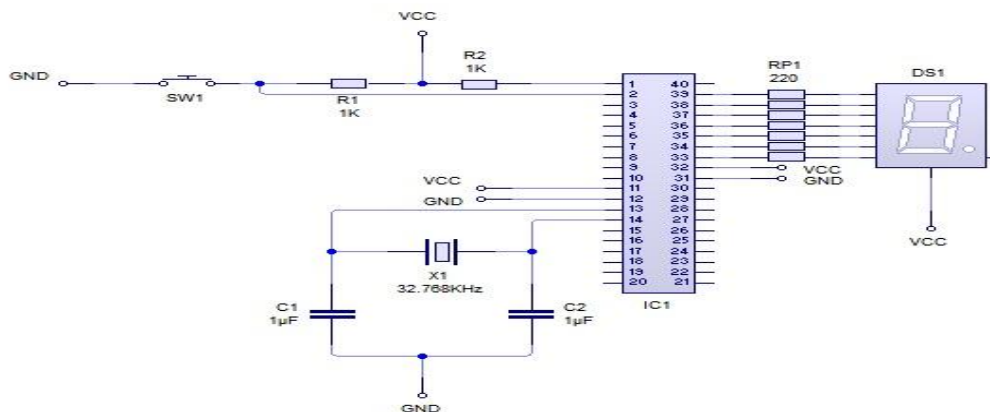 VCC
GND
SW1
R1
1K
R2
1K
RP1
220
DS1
1 40
2 39
3 38
4 37
5 36
6 35
7 34
8 33
9 32
10 31
11 30
12 29
13 28
14 27
15 26
16 25
17 24
18 23
19 22
20 21
IC1
VCC
GND
VCC
GND
VCC
X1
32.768KHz
C1
1µF
C2
1µF
GND